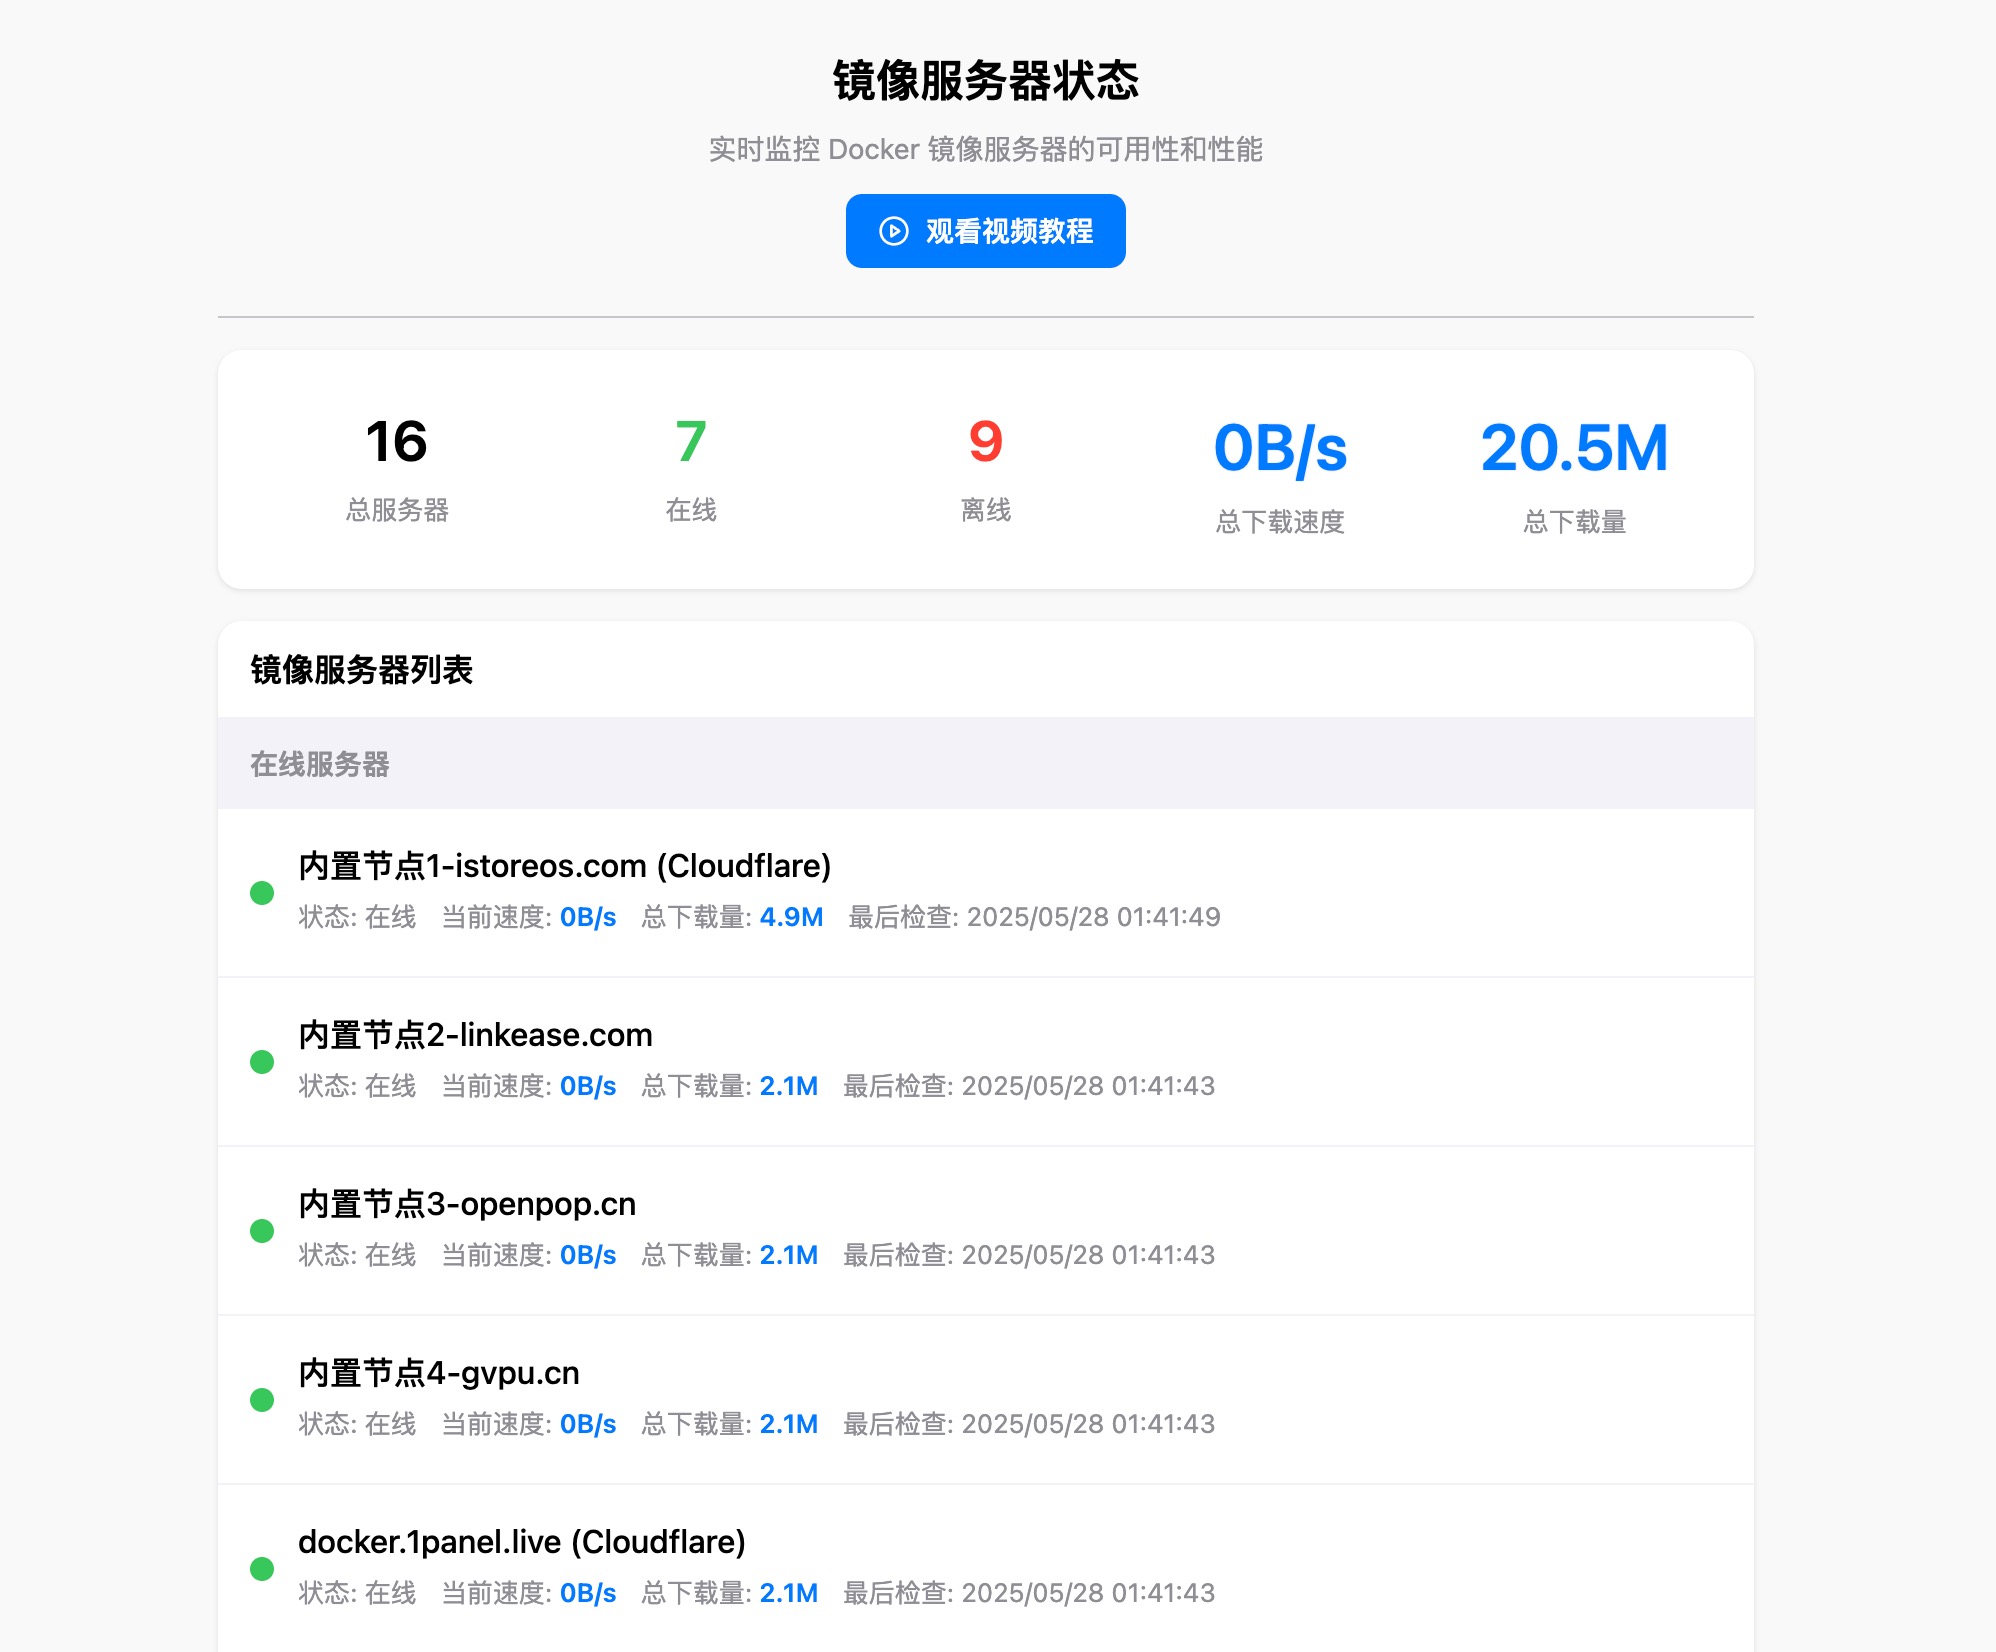 镜像服务器状态
实时监控 Docker 镜像服务器的可用性和性能
观看视频教程
16
总服务器
7
在线
9
离线
0B/s
总下载速度
20.5M
总下载量
镜像服务器列表
在线服务器
内置节点1-istoreos.com (Cloudflare)
状态: 在线 当前速度: 0B/s 总下载量: 4.9M 最后检查: 2025/05/28 01:41:49
内置节点2-linkease.com
状态: 在线 当前速度: 0B/s 总下载量: 2.1M 最后检查: 2025/05/28 01:41:43
内置节点3-openpop.cn
状态: 在线 当前速度: 0B/s 总下载量: 2.1M 最后检查: 2025/05/28 01:41:43
内置节点4-gvpu.cn
状态: 在线 当前速度: 0B/s 总下载量: 2.1M 最后检查: 2025/05/28 01:41:43
docker.1panel.live (Cloudflare)
状态: 在线 当前速度: 0B/s 总下载量: 2.1M 最后检查: 2025/05/28 01:41:43